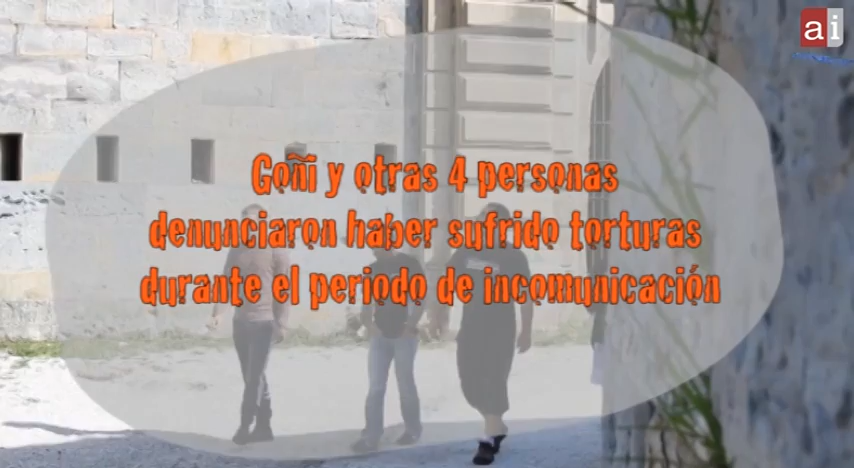 ai
Goñi y otras 4 personas
denunciaron haber sufrido torturas
durante el periodo de incomunicación